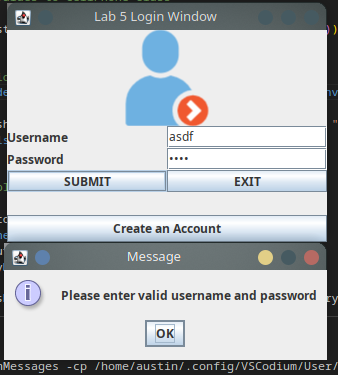 Lab 5 Login Window
Username asdf
Password ••••
SUBMIT EXIT
Create an Account
Message
Please enter valid username and password
OK
nMessages -cp /home/austin/.config/VSCodium/User/